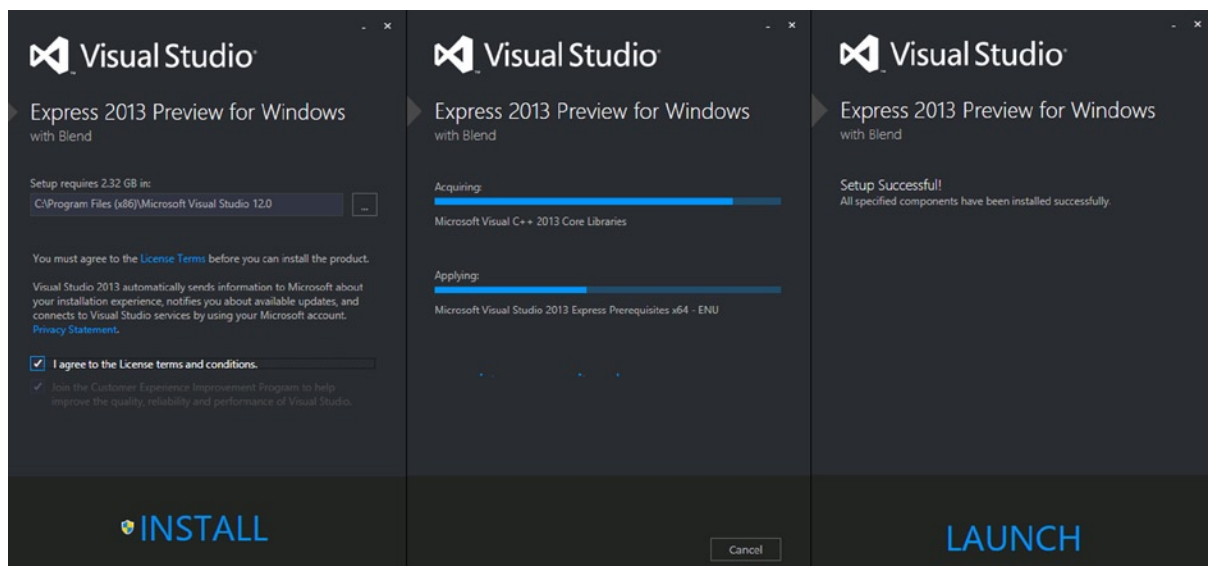 Visual Studio
Express 2013 Preview for Windows
with Blend
Setup requires 2.32 GB in:
C:\Program Files (x86)\Microsoft Visual Studio 12.0
...
You must agree to the License Terms before you can install the product.
Visual Studio 2013 automatically sends information to Microsoft about
your installation experience, notifies you about available updates, and
connects to Visual Studio services by using your Microsoft account.
Privacy Statement.
I agree to the License terms and conditions.
Join the Customer Experience Improvement Program to help
improve the quality, reliability and performance of Visual Studio.
INSTALL
Visual Studio
Express 2013 Preview for Windows
with Blend
Acquiring:
Microsoft Visual C++ 2013 Core Libraries
Applying:
Microsoft Visual Studio 2013 Express Prerequisites x64 - ENU
Cancel
Visual Studio
Express 2013 Preview for Windows
with Blend
Setup Successful!
All specified components have been installed successfully.
LAUNCH